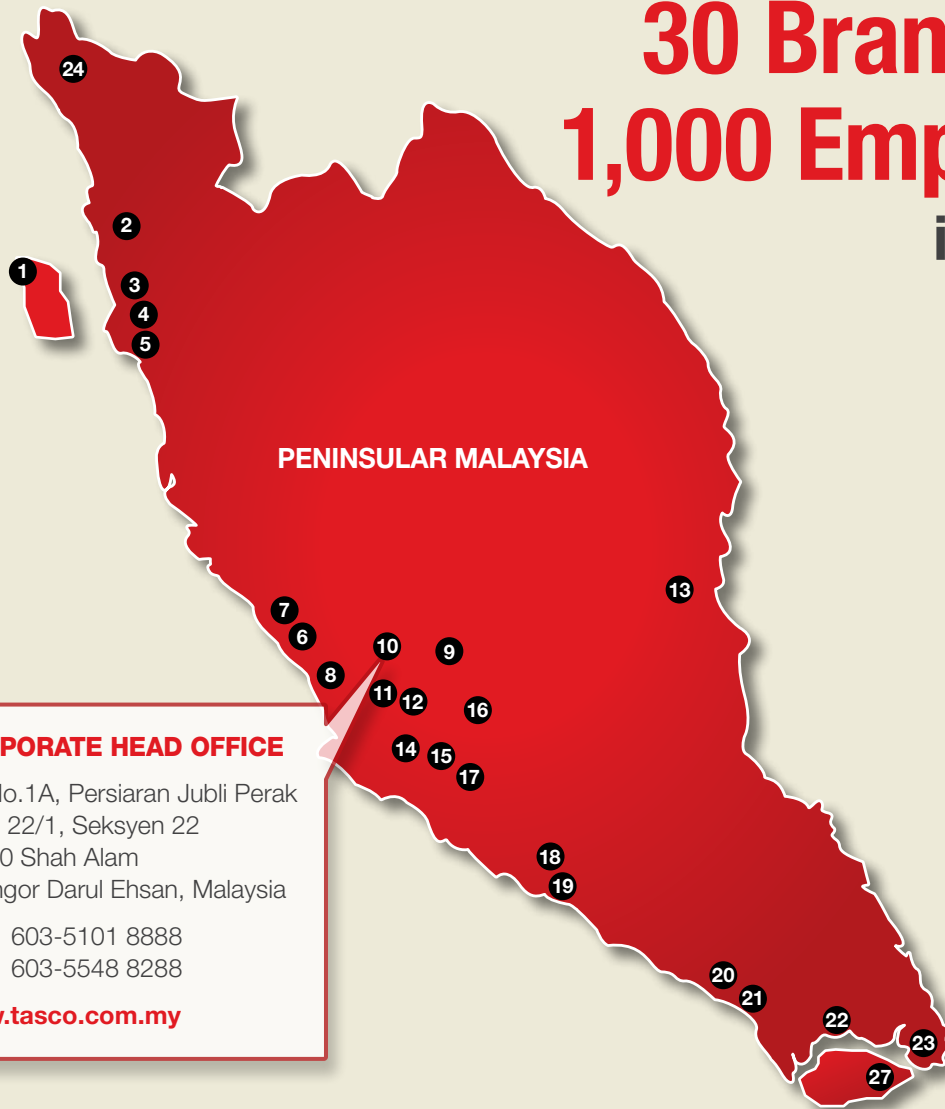 30 Bran
1,000 Emp
i
24
2
1
3
4
5
PENINSULAR MALAYSIA
13
7
6
10
9
8
11
12
16
14
15
17
PORATE HEAD OFFICE
No.1A, Persiaran Jubli Perak
22/1, Seksyen 22
0 Shah Alam
ngor Darul Ehsan, Malaysia
603-5101 8888
603-5548 8288
w.tasco.com.my
18
19
20
21
22
23
27